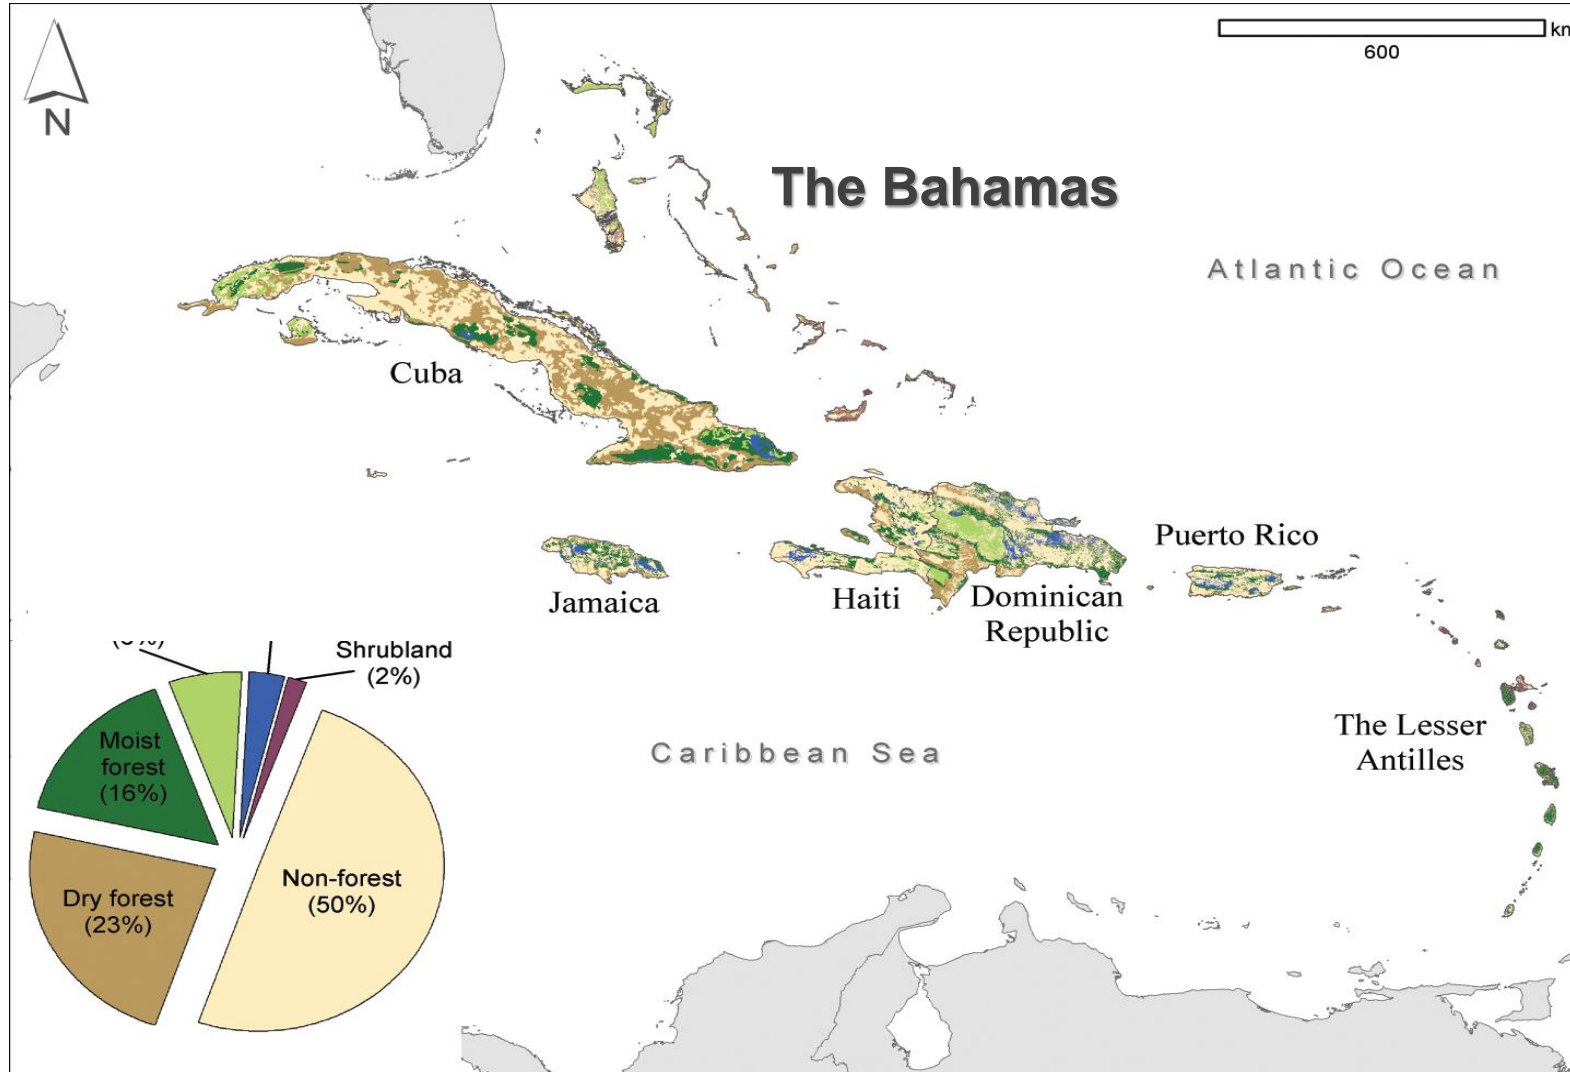 km
600
N
The Bahamas
Atlantic Ocean
Cuba
Puerto Rico
Jamaica
Haiti
Dominican
Republic
Shrubland
(2%)
The Lesser
Antilles
Caribbean Sea
Moist
forest
(16%)
Non-forest
(50%)
Dry forest
(23%)